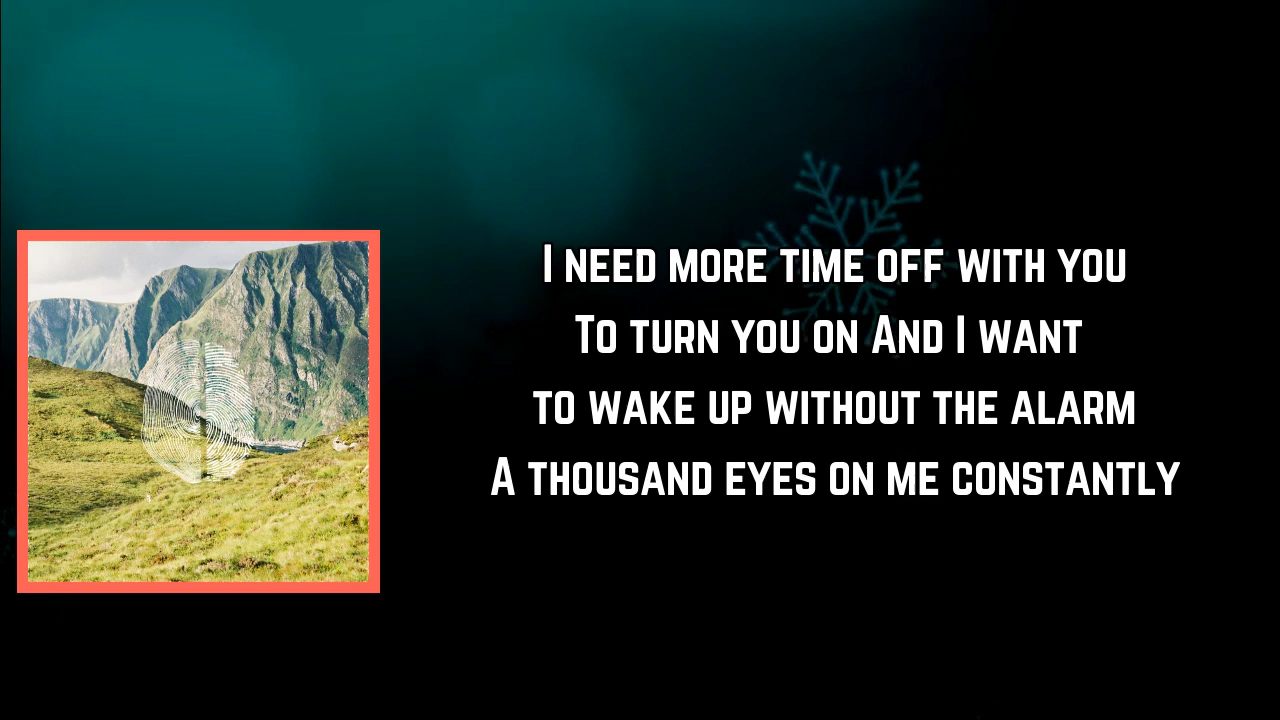 I NEED MORE TIME OFF WITH YOU
TO TURN YOU ON AND I WANT
TO WAKE UP WITHOUT THE ALARM
A THOUSAND EYES ON ME CONSTANTLY